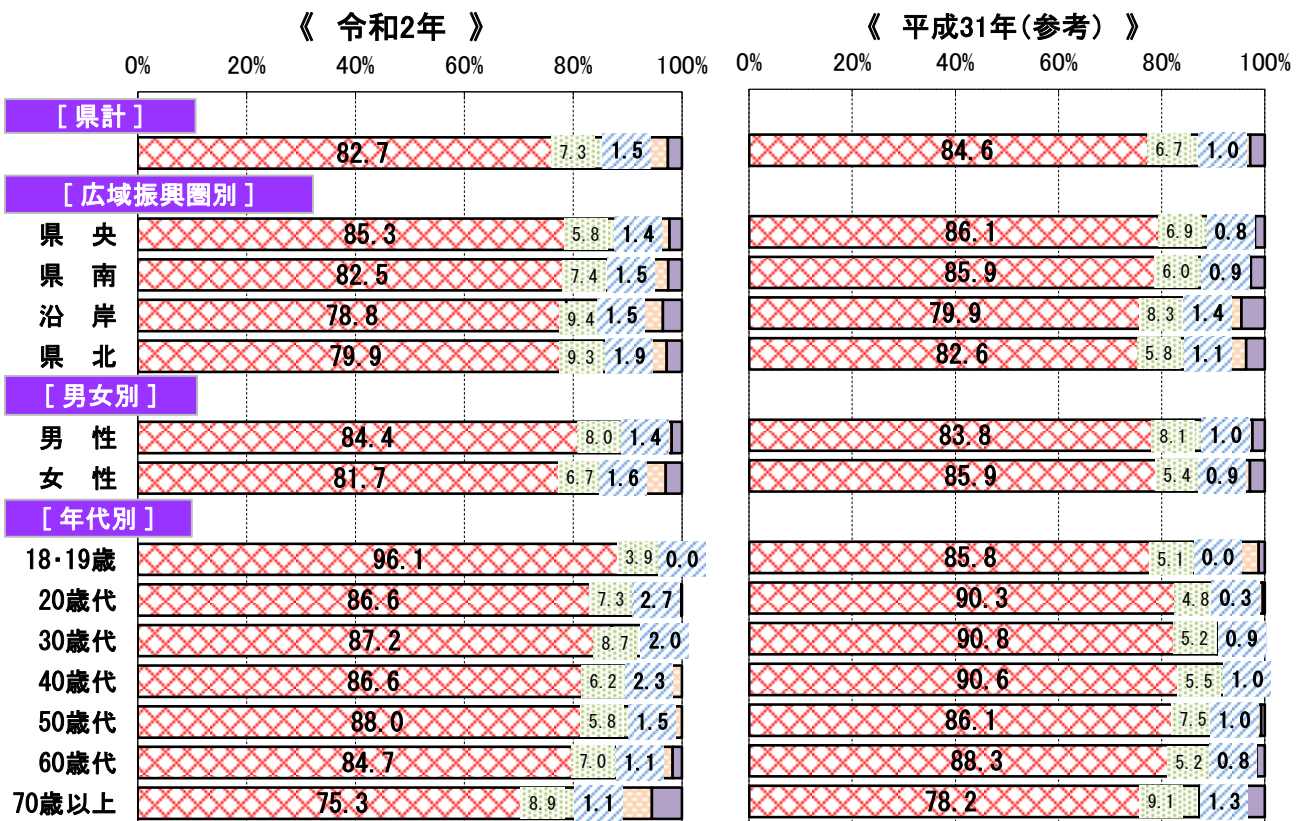 《 令和2年 》 《 平成31年(参考) 》
0% 20% 40% 60% 80% 100% 0% 20% 40% 60% 80% 100%
[ 県計 ]
82.7 7.3 1.5 84.6 6.7 1.0
[ 広域振興圏別 ]
県 央 85.3 5.8 1.4 86.1 6.9 0.8
県 南 82.5 7.4 1.5 85.9 6.0 0.9
沿 岸 78.8 9.4 1.5 79.9 8.3 1.4
県 北 79.9 9.3 1.9 82.6 5.8 1.1
[ 男女別 ]
男 性 84.4 8.0 1.4 83.8 8.1 1.0
女 性 81.7 6.7 1.6 85.9 5.4 0.9
[ 年代別 ]
18・19歳 96.1 3.9 0.0 85.8 5.1 0.0
20歳代 86.6 7.3 2.7 90.3 4.8 0.3
30歳代 87.2 8.7 2.0 90.8 5.2 0.9
40歳代 86.6 6.2 2.3 90.6 5.5 1.0
50歳代 88.0 5.8 1.5 86.1 7.5 1.0
60歳代 84.7 7.0 1.1 88.3 5.2 0.8
70歳以上 75.3 8.9 1.1 78.2 9.1 1.3